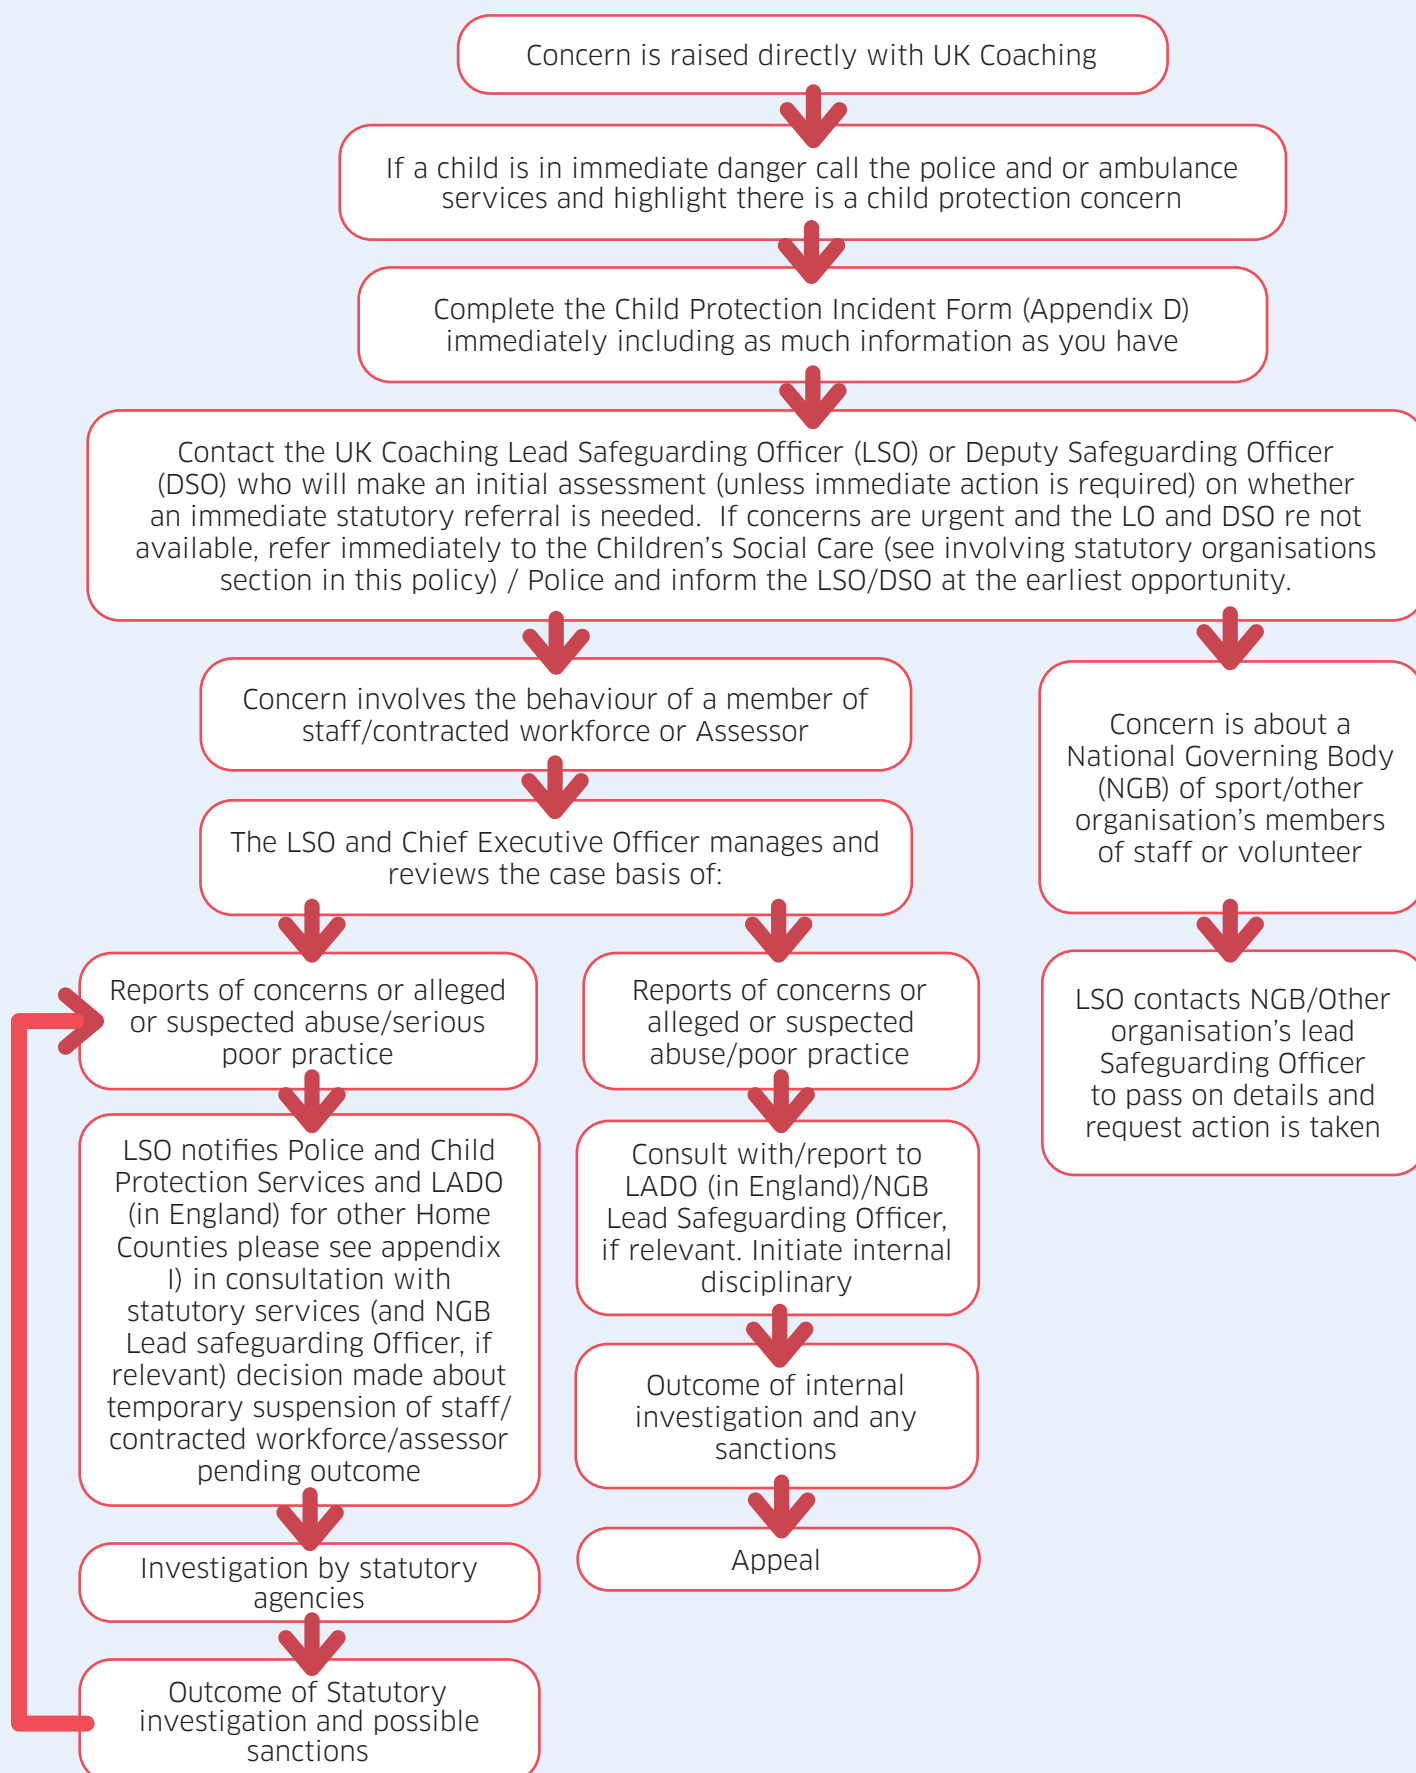 Concern is raised directly with UK Coaching
If a child is in immediate danger call the police and or ambulance
services and highlight there is a child protection concern
Complete the Child Protection Incident Form (Appendix D)
immediately including as much information as you have
Contact the UK Coaching Lead Safeguarding Officer (LSO) or Deputy Safeguarding Officer
(DSO) who will make an initial assessment (unless immediate action is required) on whether
an immediate statutory referral is needed.  If concerns are urgent and the LO and DSO re not
available, refer immediately to the Children's Social Care (see involving statutory organisations
section in this policy) / Police and inform the LSO/DSO at the earliest opportunity.
Concern involves the behaviour of a member of
staff/contracted workforce or Assessor
The LSO and Chief Executive Officer manages and
reviews the case basis of:
Reports of concerns or alleged
or suspected abuse/serious
poor practice
LSO notifies Police and Child
Protection Services and LADO
(in England) for other Home
Counties please see appendix
I) in consultation with
statutory services (and NGB
Lead safeguarding Officer, if
relevant) decision made about
temporary suspension of staff/
contracted workforce/assessor
pending outcome
Investigation by statutory
agencies
Outcome of Statutory
investigation and possible
sanctions
Reports of concerns or
alleged or suspected
abuse/poor practice
Consult with/report to
LADO (in England)/NGB
Lead Safeguarding Officer,
if relevant. Initiate internal
disciplinary
Outcome of internal
investigation and any
sanctions
Appeal
Concern is about a
National Governing Body
(NGB) of sport/other
organisation's members
of staff or volunteer
LSO contacts NGB/Other
organisation's lead
Safeguarding Officer
to pass on details and
request action is taken